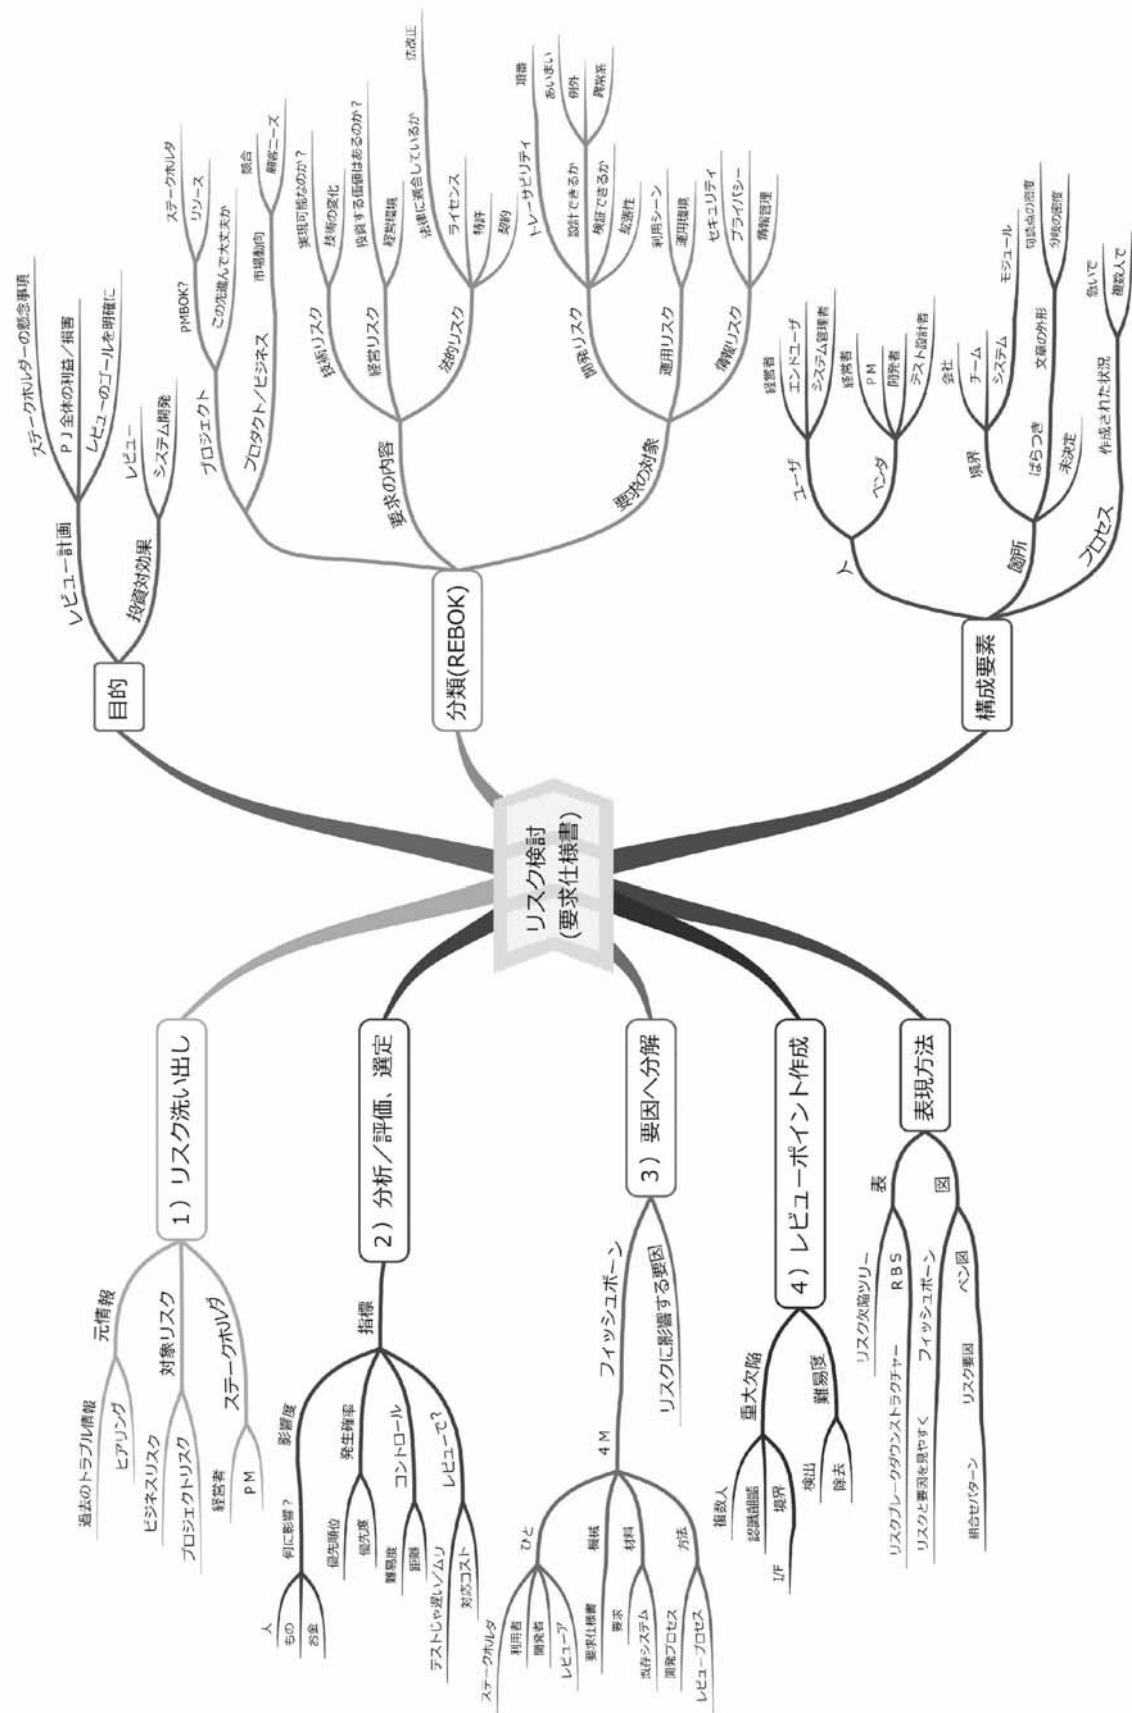 リスク検討
(要求仕様書)
目的
レビュー計画
ステークホルダーの懸念事項
PJ全体の利益/損害
レビューのゴールを明確に
投資対効果
レビュー
システム開発
分類(REBOK)
プロジェクト
PMBOK?
ステークホルダ
リソース
この先進んで大丈夫か
プロダクト/ビジネス
市場動向
競合
顧客ニーズ
要求の内容
技術リスク
実現可能なのか?
技術の変化
経営リスク
投資する価値はあるのか?
経営環境
法的リスク
法律に適合しているか
法改正
ライセンス
特許
契約
要求の対象
開発リスク
トレーサビリティ
項番
設計できるか
検証できるか
あいまい
例外
異常系
拡張性
運用リスク
利用シーン
運用環境
情報リスク
セキュリティ
プライバシー
情報管理
構成要素
人
ユーザ
経営者
エンドユーザ
システム管理者
ベンダ
経営者
PM
開発者
テスト設計者
箇所
境界
会社
チーム
システム
モジュール
ばらつき
文章の外形
句読点の密度
分岐の密度
未決定
プロセス
作成された状況
急いで
複数人で
1)リスク洗い出し
元情報
過去のトラブル情報
ヒアリング
対象リスク
ビジネスリスク
プロジェクトリスク
ステークホルダ
経営者
PM
2)分析/評価、選定
指標
影響度
何に影響?
人
もの
お金
発生確率
優先順位
優先度
コントロール
難易度
距離
レビューで?
テストじゃ遅い/ムリ
対応コスト
3)要因へ分解
フィッシュボーン
4M
ひと
ステークホルダ
利用者
開発者
レビューア
機械
要求仕様書
材料
要求
既存システム
方法
開発プロセス
レビュープロセス
リスクに影響する要因
4)レビューポイント作成
重大欠陥
複数人
認識齟齬
境界
I/F
難易度
検出
除去
表現方法
表
リスク欠陥ツリー
RBS
リスクブレークダウンストラクチャー
図
フィッシュボーン
リスクと要因を見やすく
ベン図
リスク要因
組合せパターン